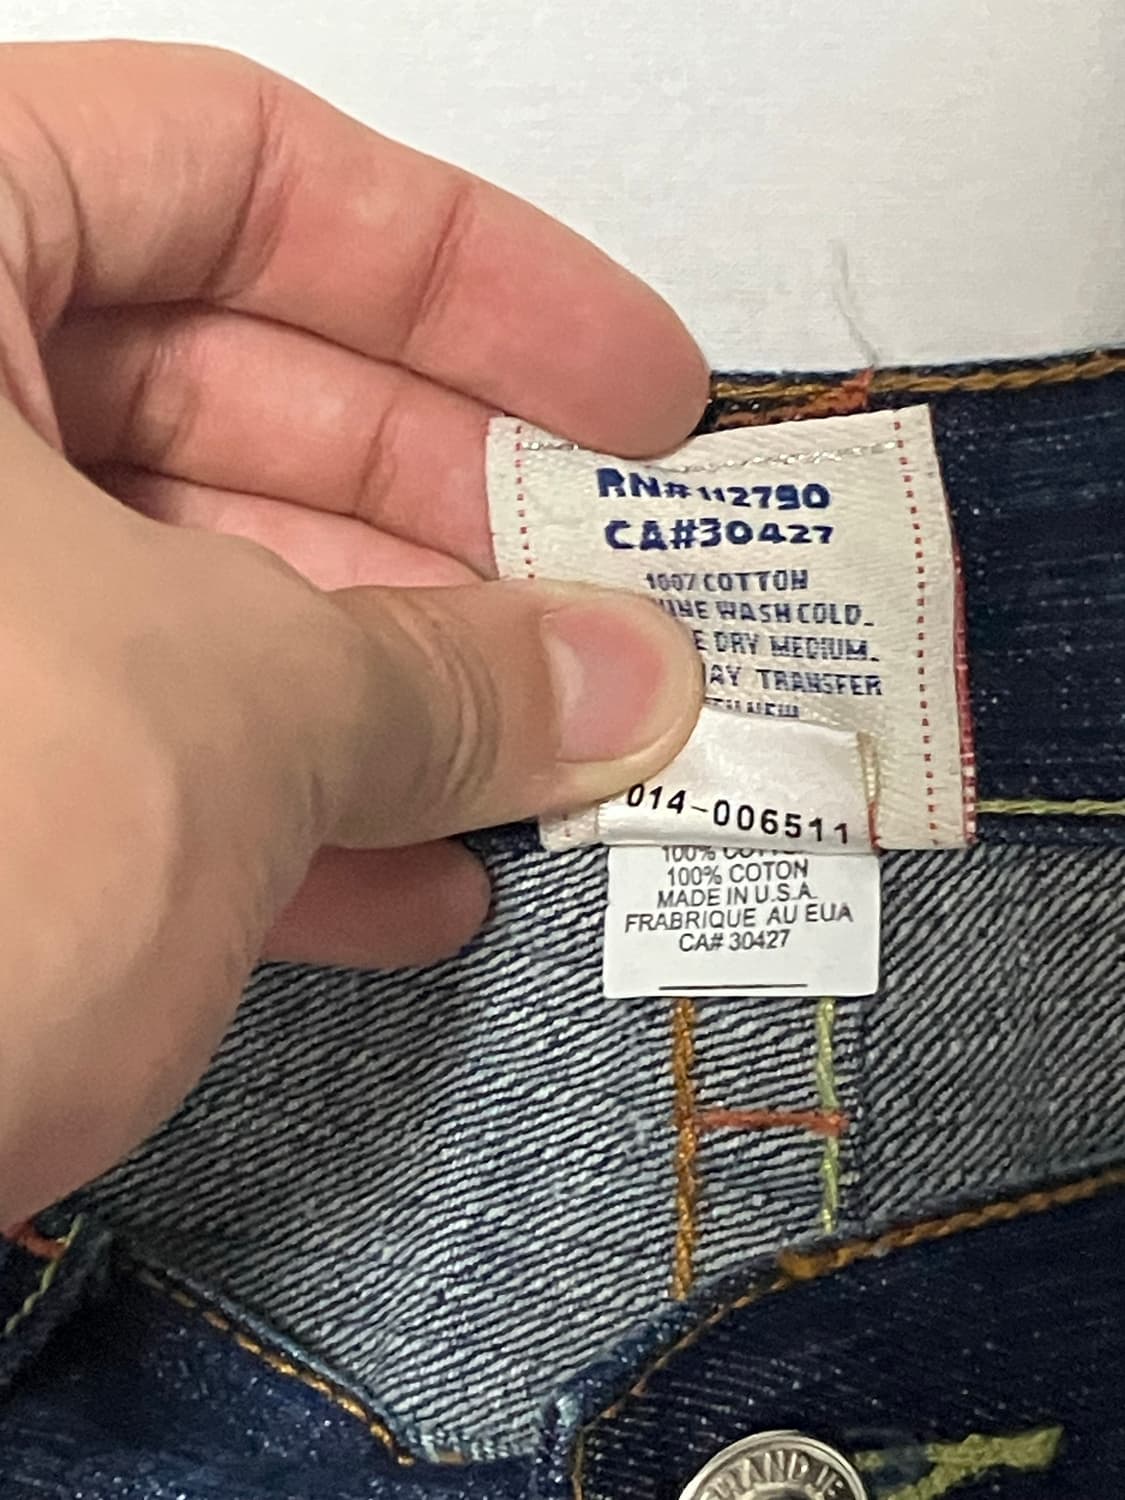 RN#112790
CA#30427
100% COTTON
WASH COLD.
DRY MEDIUM.
TRANSFER
014-006511
100%
100% COTON
MADE IN U.S.A.
FRABRIQUE AU EUA
CA# 30427